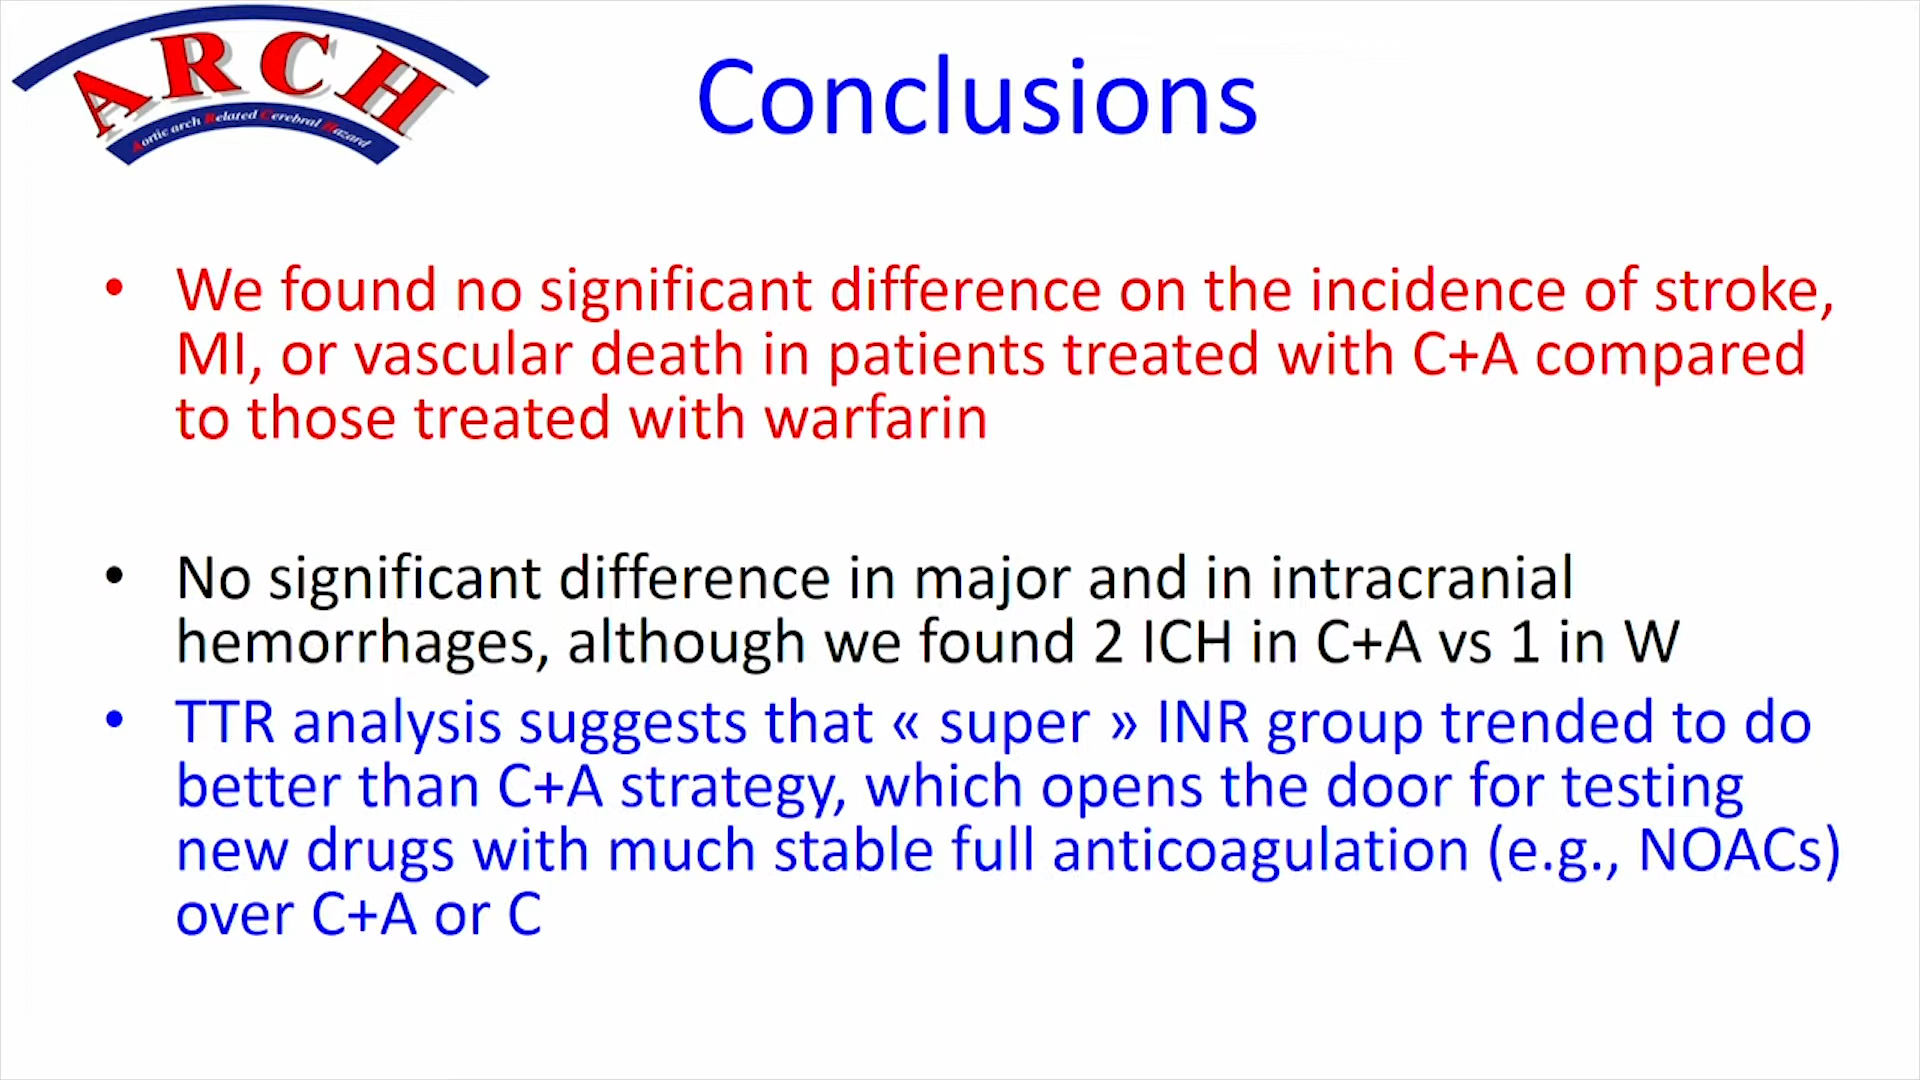 ARCH
Aortic arch Related Cerebral Hazard
Conclusions
• We found no significant difference on the incidence of stroke,
MI, or vascular death in patients treated with C+A compared
to those treated with warfarin
• No significant difference in major and in intracranial
hemorrhages, although we found 2 ICH in C+A vs 1 in W
• TTR analysis suggests that « super » INR group trended to do
better than C+A strategy, which opens the door for testing
new drugs with much stable full anticoagulation (e.g., NOACs)
over C+A or C